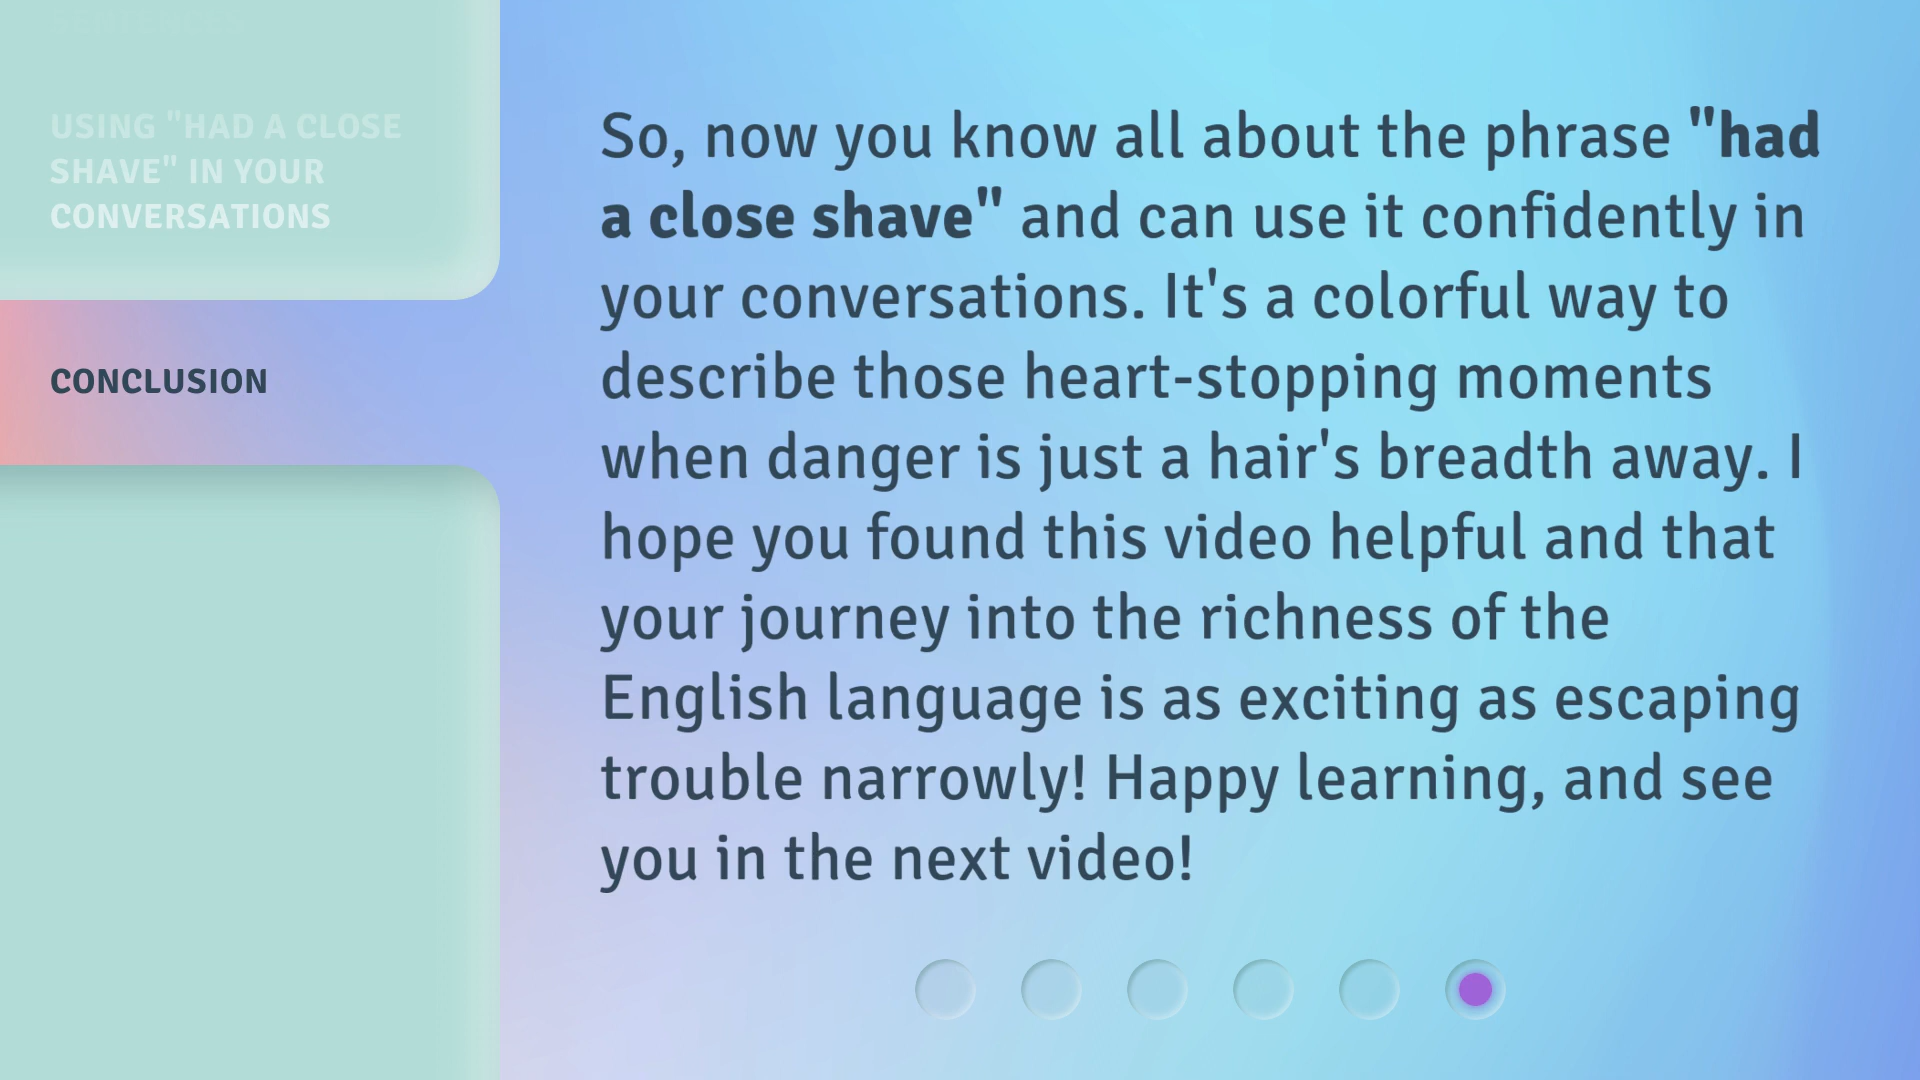 SENTENCES
USING "HAD A CLOSE
SHAVE" IN YOUR
CONVERSATIONS
CONCLUSION
So, now you know all about the phrase "had
a close shave" and can use it confidently in
your conversations. It's a colorful way to
describe those heart-stopping moments
when danger is just a hair's breadth away. I
hope you found this video helpful and that
your journey into the richness of the
English language is as exciting as escaping
trouble narrowly! Happy learning, and see
you in the next video!